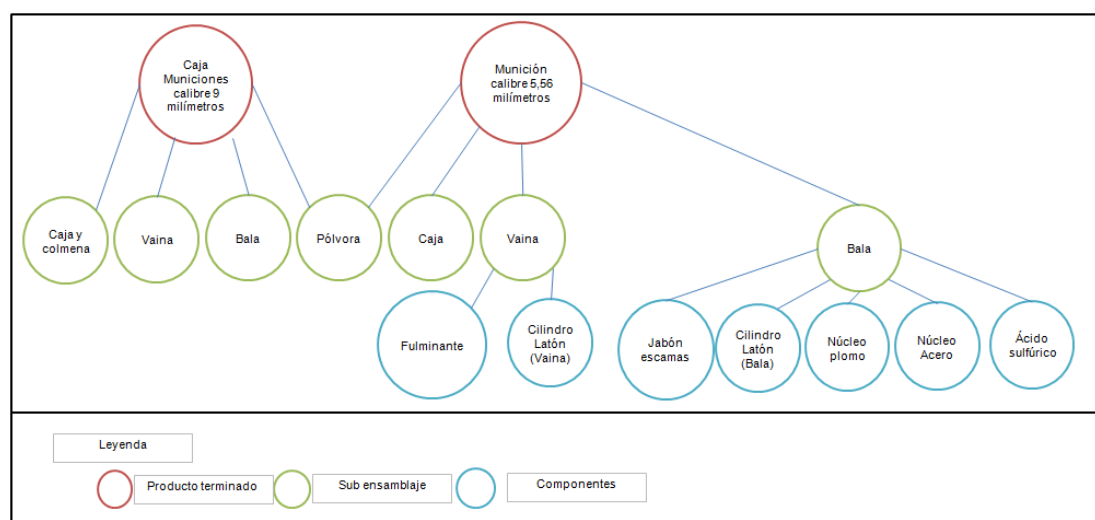 Caja
Municiones
calibre 9
milímetros
Munición
calibre 5,56
milímetros
Caja y
colmena
Vaina
Bala
Pólvora
Caja
Vaina
Bala
Fulminante
Cilindro
Latón
(Vaina)
Jabón
escamas
Cilindro
Latón
(Bala)
Núcleo
plomo
Núcleo
Acero
Ácido
sulfúrico
Leyenda
Producto terminado
Sub ensamblaje
Componentes